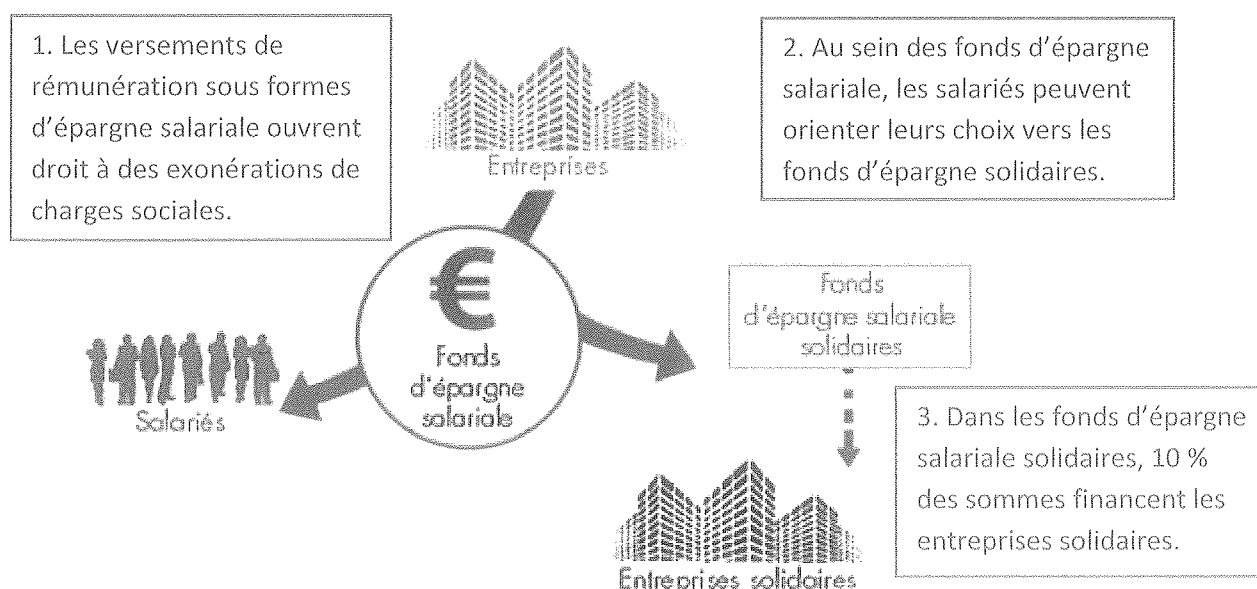 1. Les versements de
rémunération sous formes
d'épargne salariale ouvrent
droit à des exonérations de
charges sociales.
Entreprises
2. Au sein des fonds d'épargne
salariale, les salariés peuvent
orienter leurs choix vers les
fonds d'épargne solidaires.
€
Fonds
d'épargne
salariale
Salariés
Fonds
d'épargne salariale
solidaires
3. Dans les fonds d'épargne
salariale solidaires, 10 %
des sommes financent les
entreprises solidaires.
Entreprises solidaires